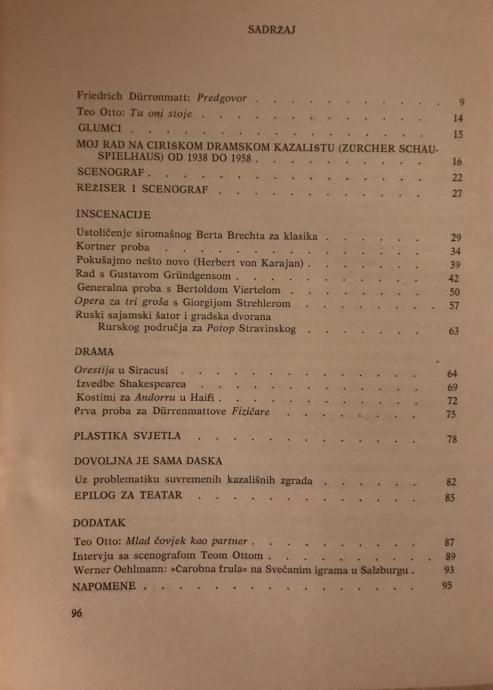 SADRŽAJ
Friedrich Dürrenmatt: Predgovor . . . . . . . . . . 9
Teo Otto: Tu oni stoje . . . . . . . . . . . . . 14
GLUMCI . . . . . . . . . . . . . . . . 15
MOJ RAD NA CIRIŠKOM DRAMSKOM KAZALIŠTU (ZÜRCHER SCHAU-
SPIELHAUS) OD 1938 DO 1958 . . . . . . . . . . 16
SCENOGRAF . . . . . . . . . . . . . . . 22
REŽISER I SCENOGRAF . . . . . . . . . . . . 27
INSCENACIJE
Ustoličenje siromašnog Berta Brechta za klasika . . . . . . 29
Kortner proba . . . . . . . . . . . . . . 34
Pokušajmo nešto novo (Herbert von Karajan) . . . . . . . 39
Rad s Gustavom Gründgensom . . . . . . . . . . 42
Generalna proba s Bertoldom Viertelom . . . . . . . . 50
Opera za tri groša s Giorgijom Strehlerom . . . . . . . 57
Ruski sajamski šator i gradska dvorana
Rurskog područja za Potop Stravinskog . . . . . . . 63
DRAMA
Orestija u Siracusi . . . . . . . . . . . . . 64
Izvedbe Shakespearea . . . . . . . . . . . . 69
Kostimi za Andorru u Haifi . . . . . . . . . . . 72
Prva proba za Dürrenmattove Fizičare . . . . . . . . 75
PLASTIKA SVJETLA . . . . . . . . . . . . 78
DOVOLJNA JE SAMA DASKA
Uz problematiku suvremenih kazališnih zgrada . . . . . . 82
EPILOG ZA TEATAR . . . . . . . . . . . . 85
DODATAK
Teo Otto: Mlad čovjek kao partner . . . . . . . . . 87
Intervju sa scenografom Teom Ottom . . . . . . . . . 89
Werner Oehlmann: »Čarobna frula« na Svečanim igrama u Salzburgu . 93
NAPOMENE . . . . . . . . . . . . . . . 95
96